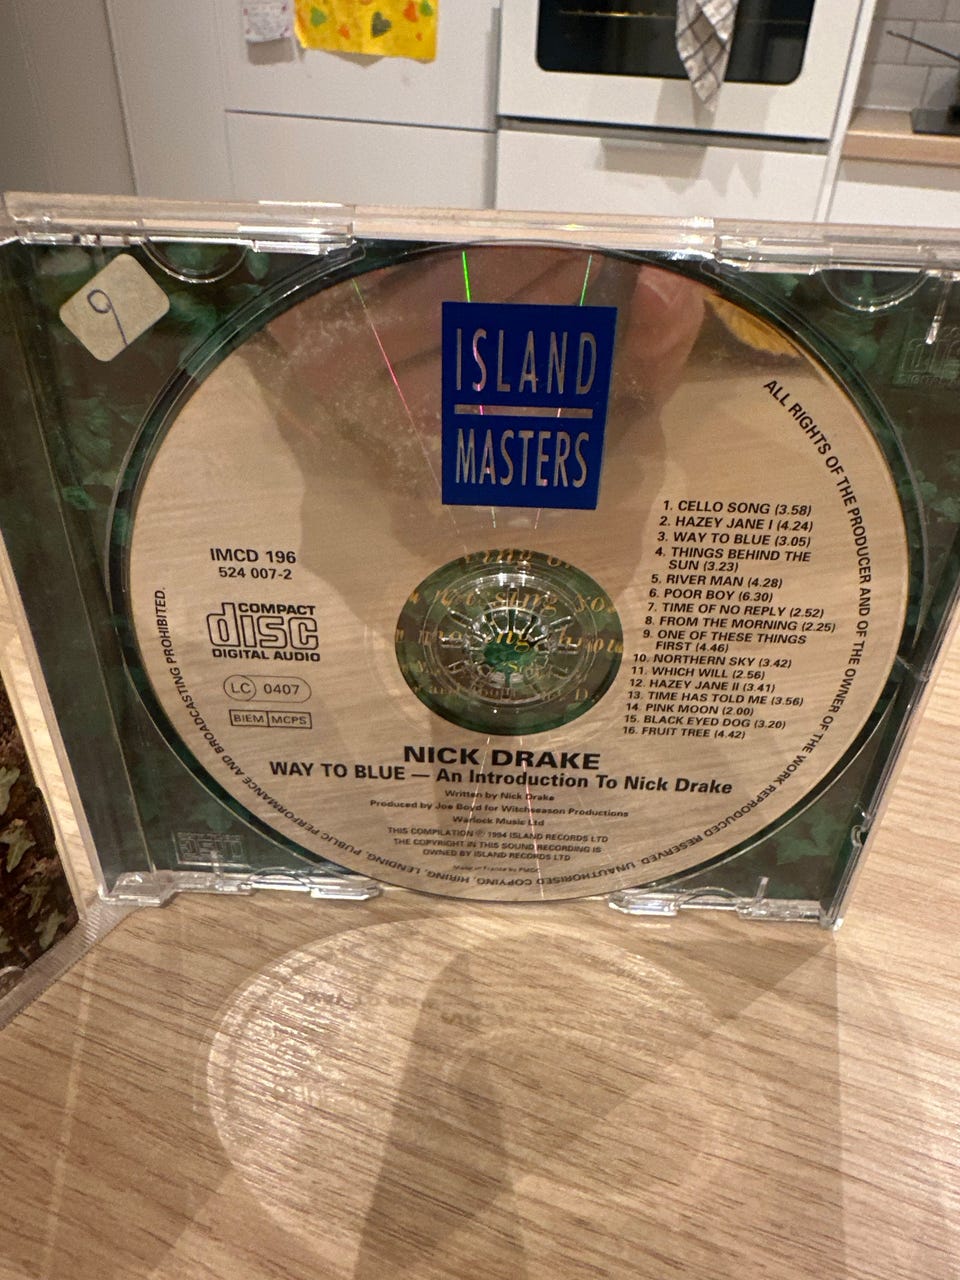 9
ISLAND
MASTERS
ALL RIGHTS OF THE PRODUCER AND OF THE OWNER OF THE WORK REPRODUCED RESERVED. UNAUTHORISED COPYING, HIRING, LENDING, PUBLIC PERFORMANCE AND BROADCASTING PROHIBITED.
IMCD 196
524 007-2
COMPACT
disc
DIGITAL AUDIO
LC 0407
BIEM MCPS
1. CELLO SONG (3.58)
2. HAZEY JANE I (4.24)
3. WAY TO BLUE (3.05)
4. THINGS BEHIND THE
SUN (3.23)
5. RIVER MAN (4.28)
6. POOR BOY (6.30)
7. TIME OF NO REPLY (2.52)
8. FROM THE MORNING (2.25)
9. ONE OF THESE THINGS
FIRST (4.46)
10. NORTHERN SKY (3.42)
11. WHICH WILL (2.56)
12. HAZEY JANE II (3.41)
13. TIME HAS TOLD ME (3.56)
14. PINK MOON (2.00)
15. BLACK EYED DOG (3.20)
16. FRUIT TREE (4.42)
NICK DRAKE
WAY TO BLUE — An Introduction To Nick Drake
Written by Nick Drake
Produced by Joe Boyd for Witchseason Productions
Warlock Music Ltd
THIS COMPILATION ℗ 1994 ISLAND RECORDS LTD
THE COPYRIGHT IN THIS SOUND RECORDING IS
OWNED BY ISLAND RECORDS LTD
Made in France by PMDC